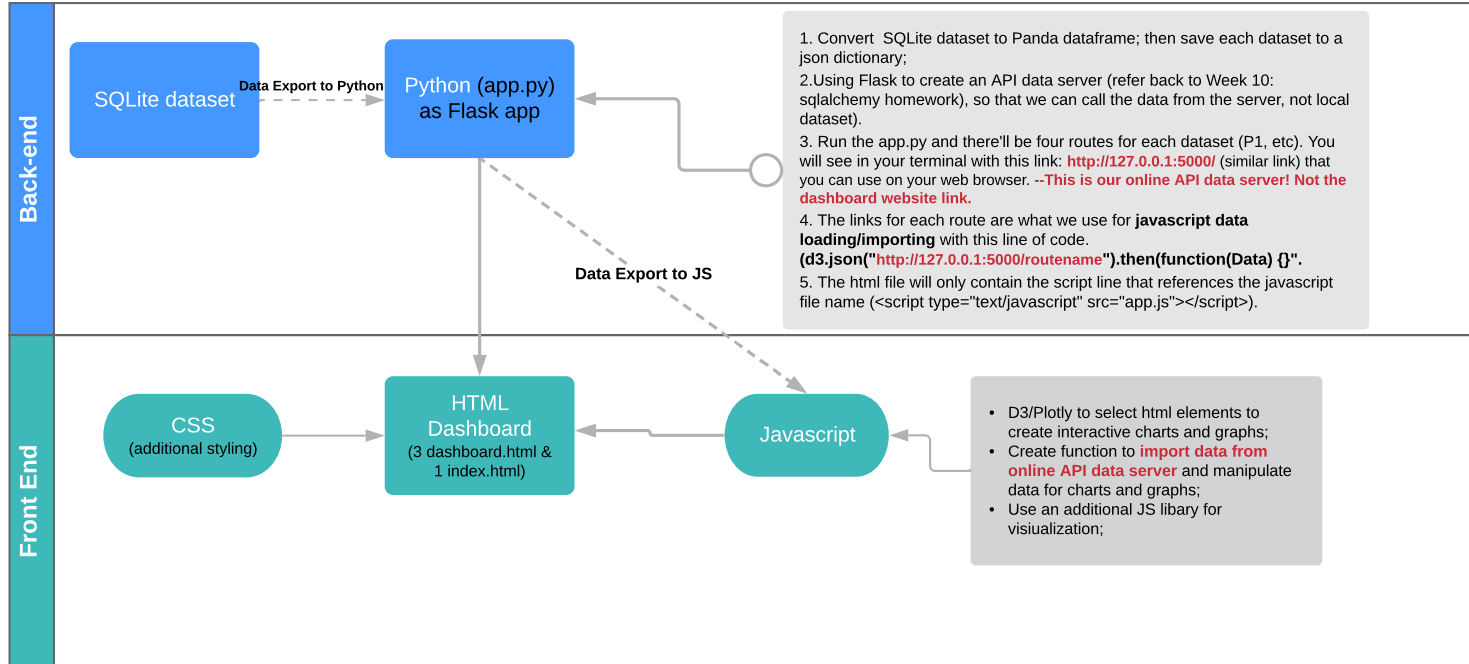 Back-end
SQLite dataset
Data Export to Python
Python (app.py)
as Flask app
1. Convert  SQLite dataset to Panda dataframe; then save each dataset to a
json dictionary;
2.Using Flask to create an API data server (refer back to Week 10:
sqlalchemy homework), so that we can call the data from the server, not local
dataset).
3. Run the app.py and there'll be four routes for each dataset (P1, etc). You
will see in your terminal with this link: http://127.0.0.1:5000/ (similar link) that
you can use on your web browser. --This is our online API data server! Not the
dashboard website link.
4. The links for each route are what we use for javascript data
loading/importing with this line of code.
(d3.json("http://127.0.0.1:5000/routename").then(function(Data) {}".
5. The html file will only contain the script line that references the javascript
file name (<script type="text/javascript" src="app.js"></script>).
Data Export to JS
Front End
CSS
(additional styling)
HTML
Dashboard
(3 dashboard.html &
1 index.html)
Javascript
• D3/Plotly to select html elements to
create interactive charts and graphs;
• Create function to import data from
online API data server and manipulate
data for charts and graphs;
• Use an additional JS libary for
visiualization;